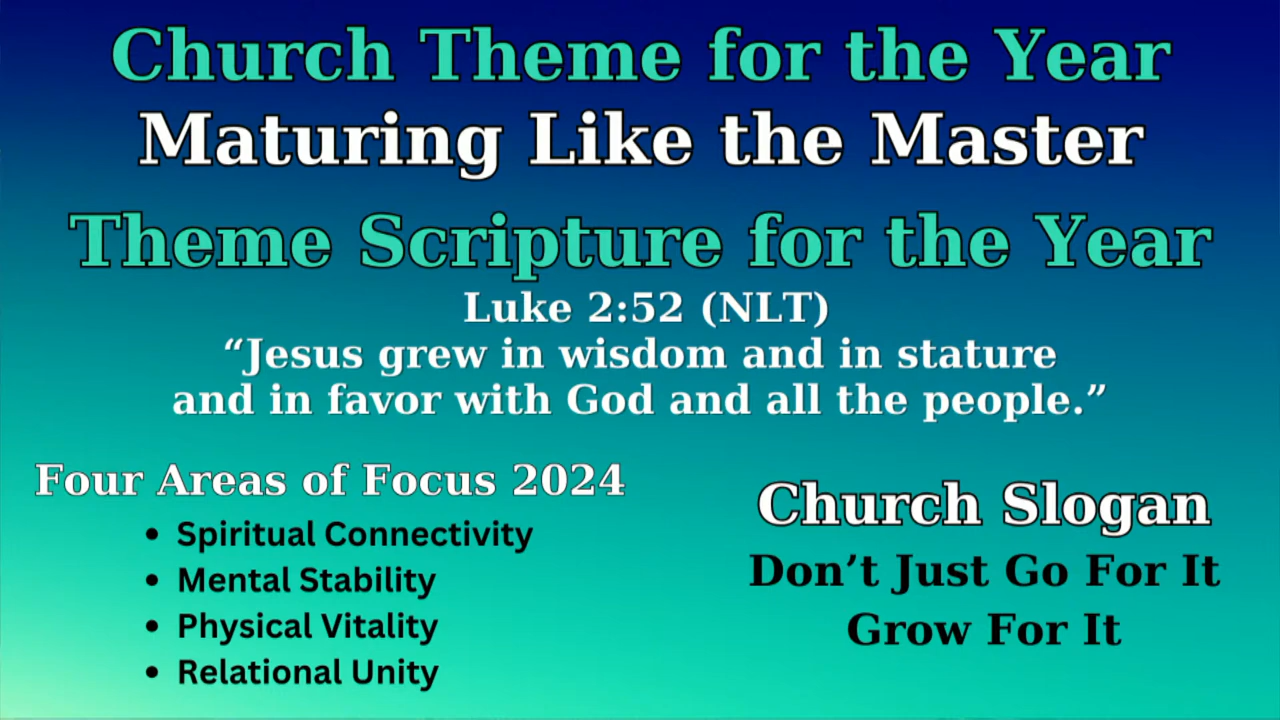 Church Theme for the Year
Maturing Like the Master
Theme Scripture for the Year
Luke 2:52 (NLT)
“Jesus grew in wisdom and in stature
and in favor with God and all the people.”
Four Areas of Focus 2024
• Spiritual Connectivity
• Mental Stability
• Physical Vitality
• Relational Unity
Church Slogan
Don’t Just Go For It
Grow For It